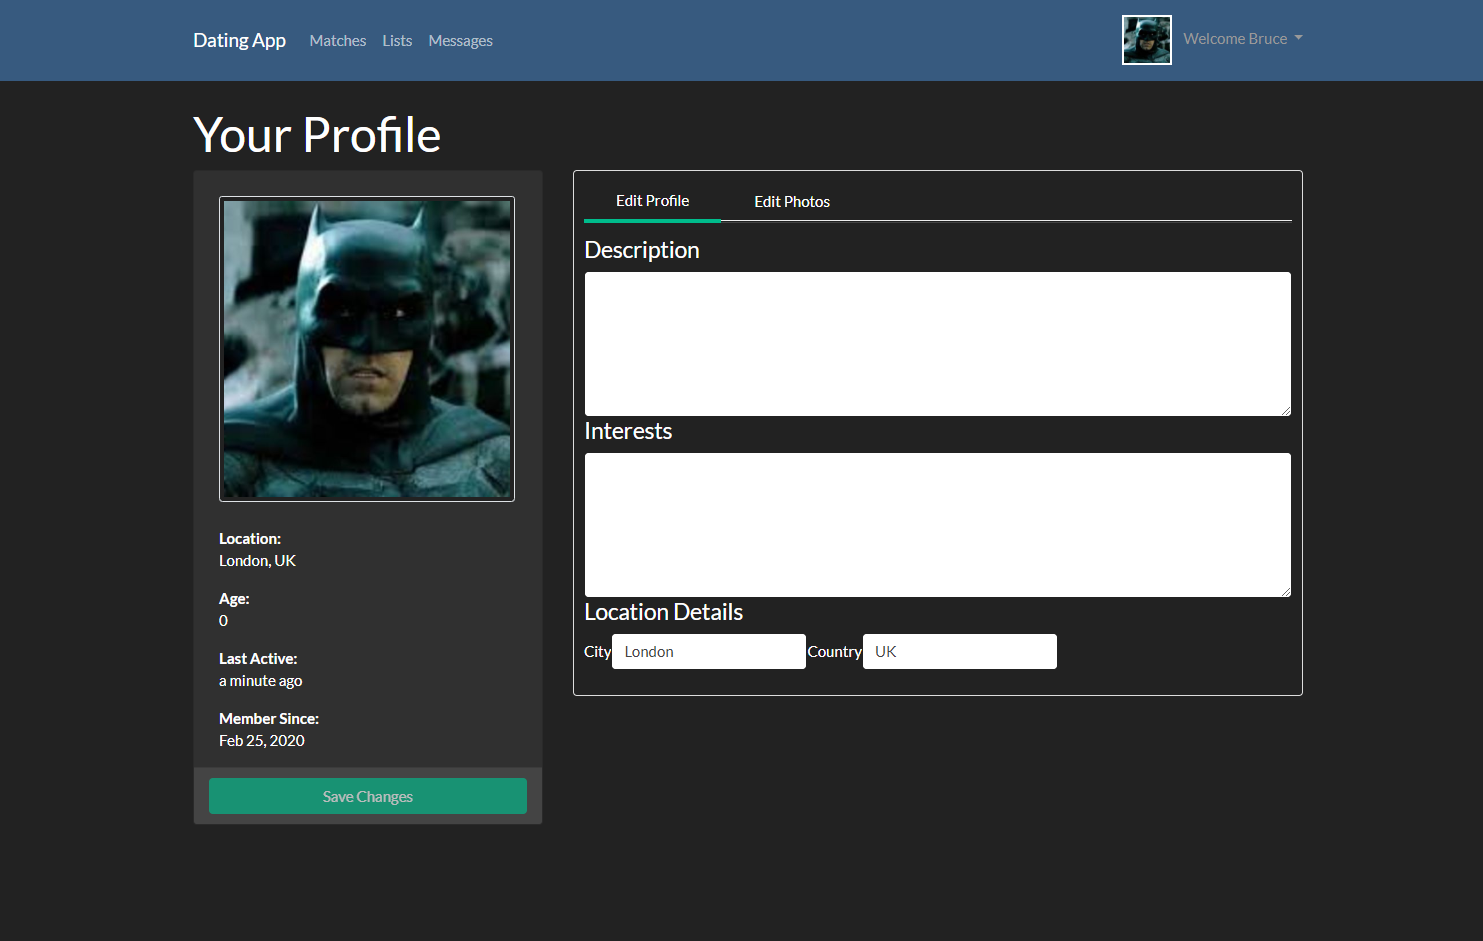 Dating App Matches Lists Messages Welcome Bruce
Your Profile
Location:
London, UK
Age:
0
Last Active:
a minute ago
Member Since:
Feb 25, 2020
Save Changes
Edit Profile Edit Photos
Description
Interests
Location Details
City London Country UK